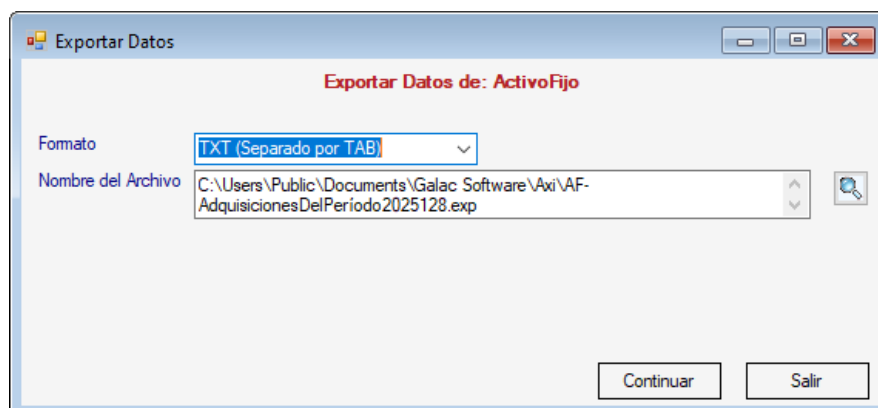 Exportar Datos
Exportar Datos de: ActivoFijo
Formato
TXT (Separado por TAB)
Nombre del Archivo
C:\Users\Public\Documents\Galac Software\Axi\AF-
AdquisicionesDelPeríodo2025128.exp
Continuar
Salir